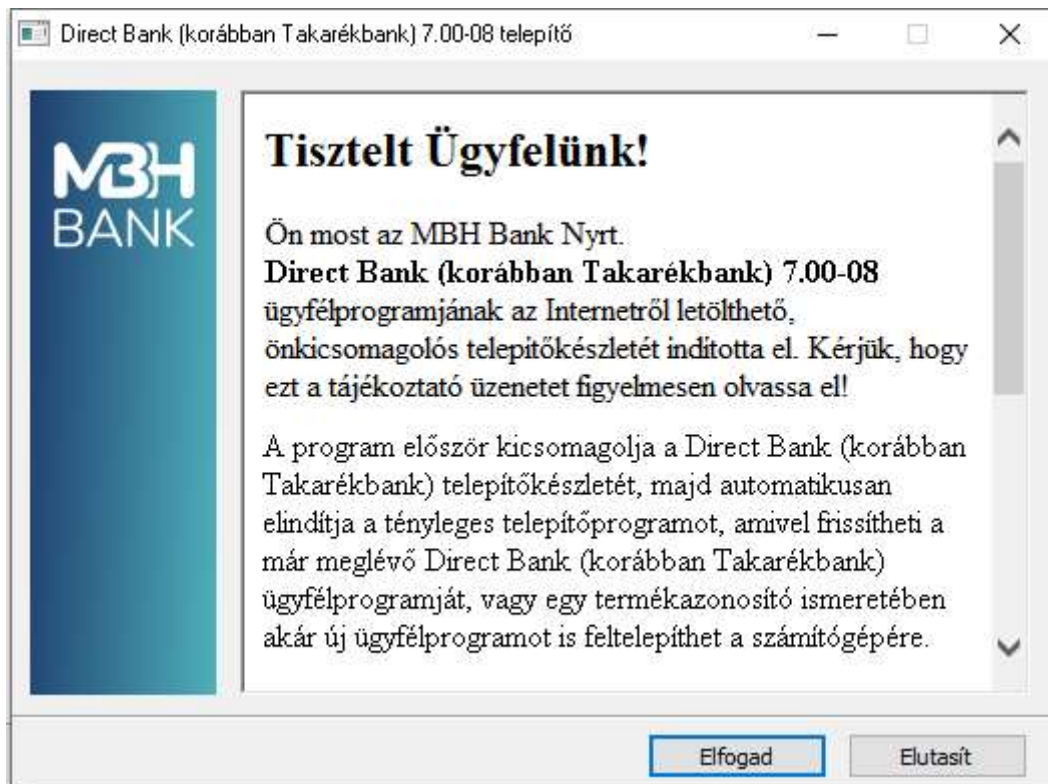 Direct Bank (korábban Takarékbank) 7.00-08 telepítő
MBH
BANK
Tisztelt Ügyfelünk!
Ön most az MBH Bank Nyrt.
Direct Bank (korábban Takarékbank) 7.00-08
ügyfélprogramjának az Internetről letölthető,
önkicsomagolós telepítőkészletét indította el. Kérjük, hogy
ezt a tájékoztató üzenetet figyelmesen olvassa el!
A program először kicsomagolja a Direct Bank (korábban
Takarékbank) telepítőkészletét, majd automatikusan
elindítja a tényleges telepítőprogramot, amivel frissítheti a
már meglévő Direct Bank (korábban Takarékbank)
ügyfélprogramját, vagy egy termékazonosító ismeretében
akár új ügyfélprogramot is feltelepíthet a számítógépére.
Elfogad
Elutasít